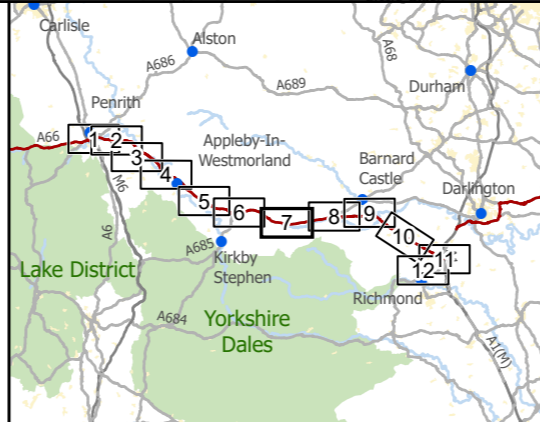 Carlisle
Alston
A686
A68
A689
Durham
Penrith
A66
1
2
3
4
5
6
7
8
9
10
11
12
Appleby-In-
Westmorland
Barnard
Castle
Darlington
M6
A6
A685
Kirkby
Stephen
Lake District
Richmond
A684
Yorkshire
Dales
A1(M)